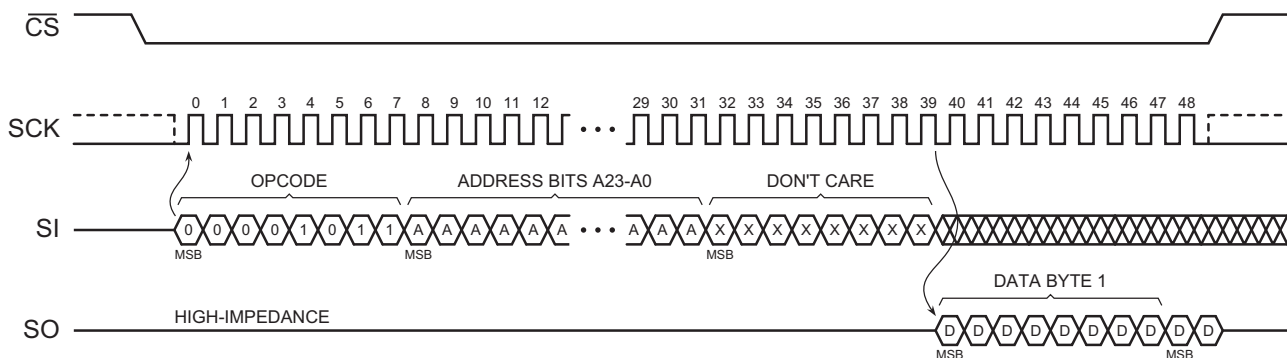 CS
0 1 2 3 4 5 6 7 8 9 10 11 12 29 30 31 32 33 34 35 36 37 38 39 40 41 42 43 44 45 46 47 48
SCK
OPCODE ADDRESS BITS A23-A0 DON'T CARE
SI 0 0 0 0 1 0 1 1 A A A A A A A A A X X X X X X X X
MSB MSB MSB
DATA BYTE 1
HIGH-IMPEDANCE
SO D D D D D D D D D D
MSB MSB